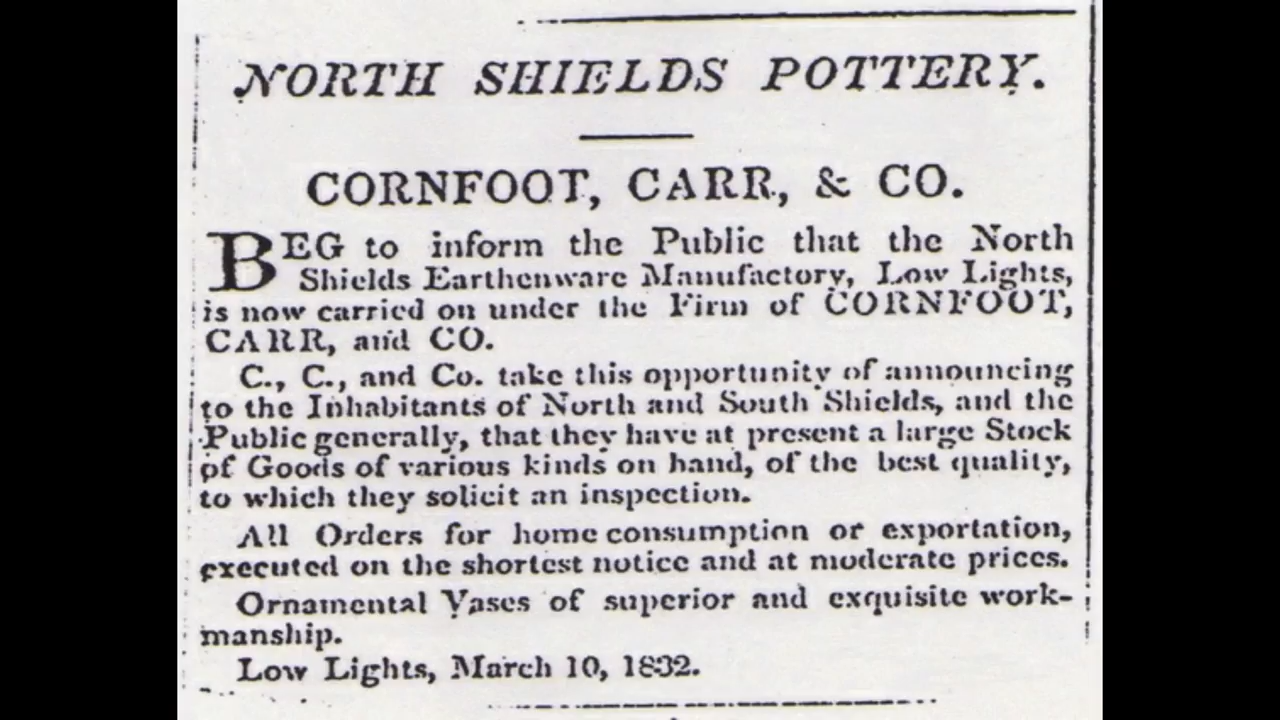 NORTH SHIELDS POTTERY.
CORNFOOT, CARR, & CO.
BEG to inform the Public that the North
Shields Earthenware Manufactory, Low Lights,
is now carried on under the Firm of CORNFOOT,
CARR, and CO.
C., C., and Co. take this opportunity of announcing
to the Inhabitants of North and South Shields, and the
Public generally, that they have at present a large Stock
of Goods of various kinds on hand, of the best quality,
to which they solicit an inspection.
All Orders for home consumption or exportation,
executed on the shortest notice and at moderate prices.
Ornamental Vases of superior and exquisite work-
manship.
Low Lights, March 10, 1832.